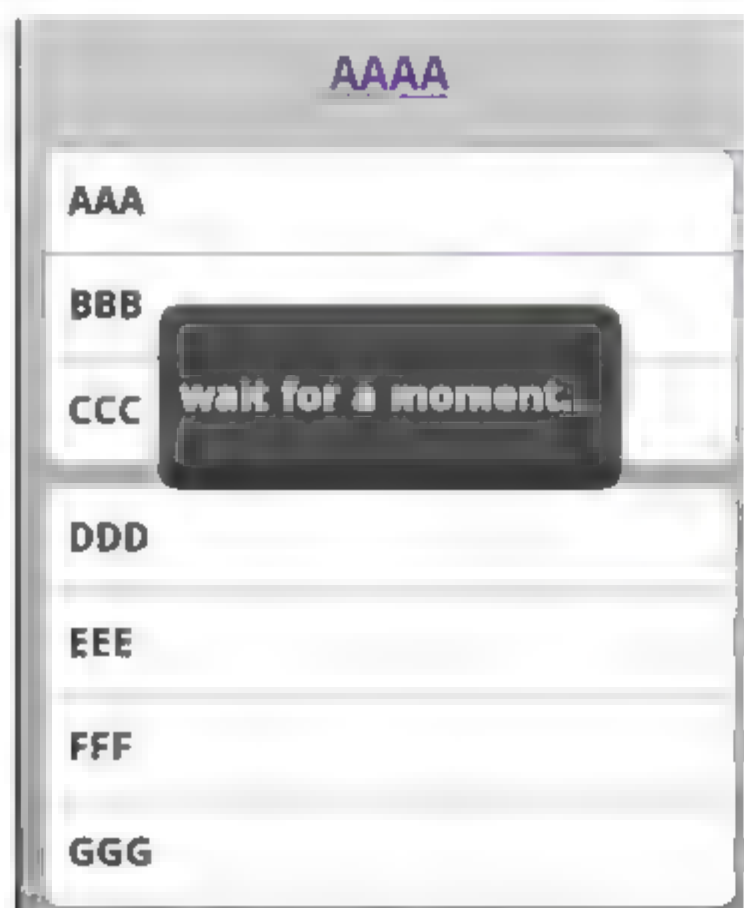 AAAA
AAA
BBB
wait for a moment...
CCC
DDD
EEE
FFF
GGG